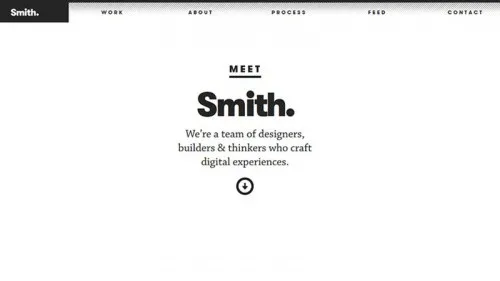 Smith. WORK ABOUT PROCESS FEED CONTACT
MEET
Smith.
We’re a team of designers,
builders & thinkers who craft
digital experiences.